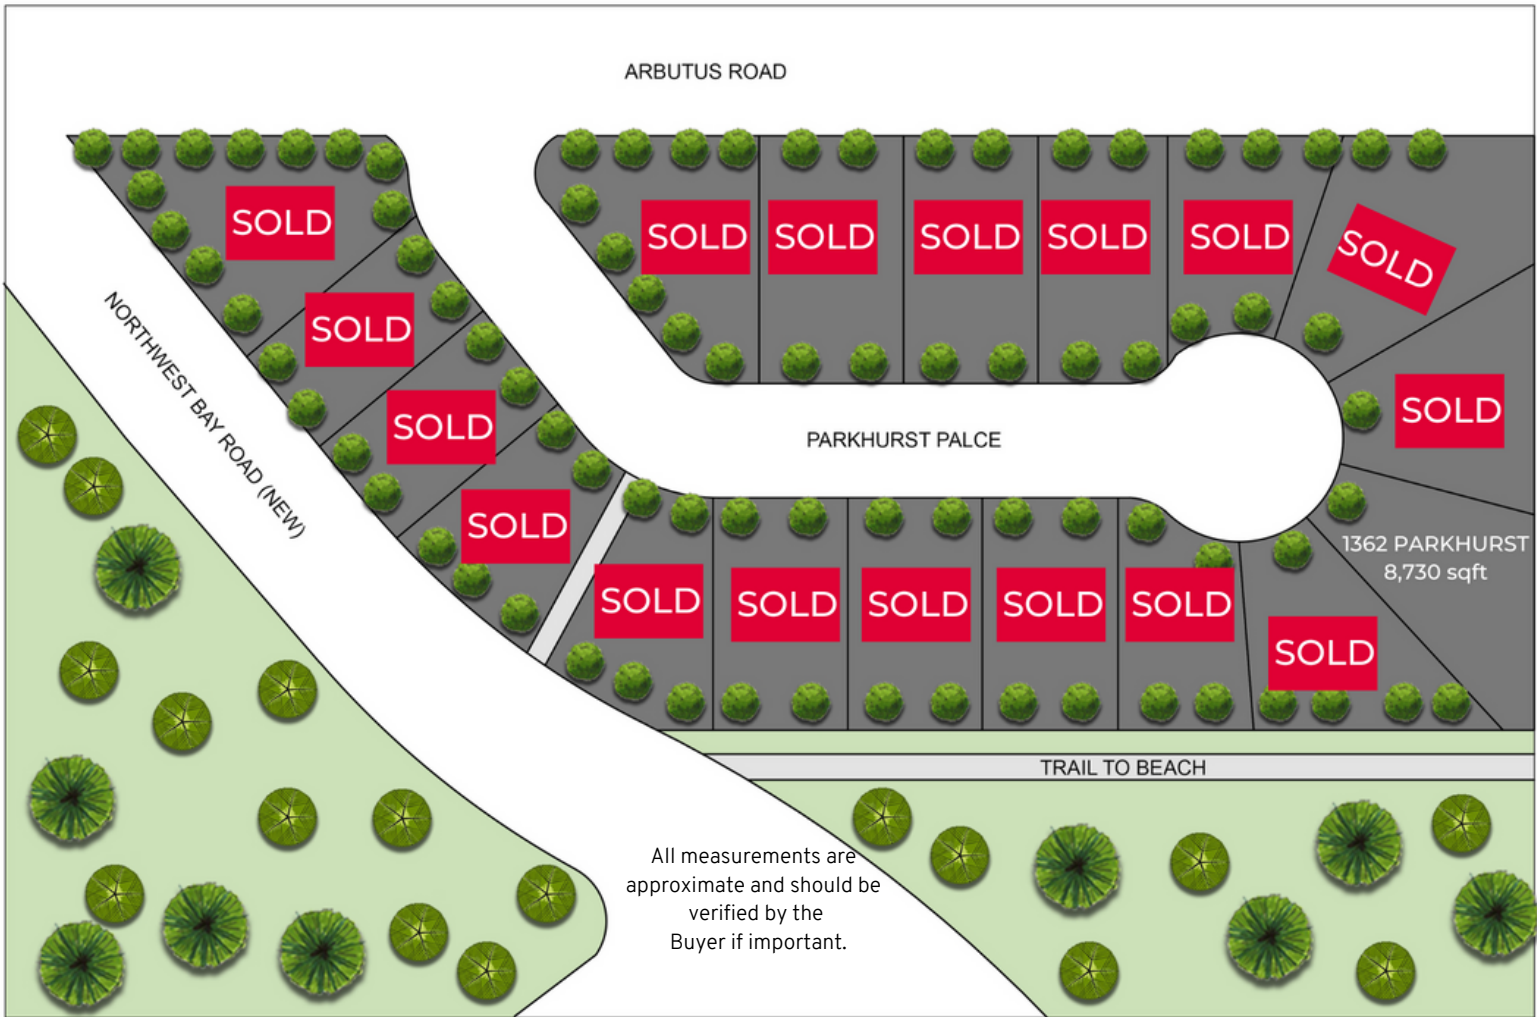 ARBUTUS ROAD
SOLD
SOLD
SOLD
SOLD
SOLD
SOLD
SOLD
SOLD
NORTHWEST BAY ROAD (NEW)
SOLD
SOLD
SOLD
PARKHURST PALCE
SOLD
1362 PARKHURST
8,730 sqft
SOLD
SOLD
SOLD
SOLD
SOLD
SOLD
TRAIL TO BEACH
All measurements are
approximate and should be
verified by the
Buyer if important.